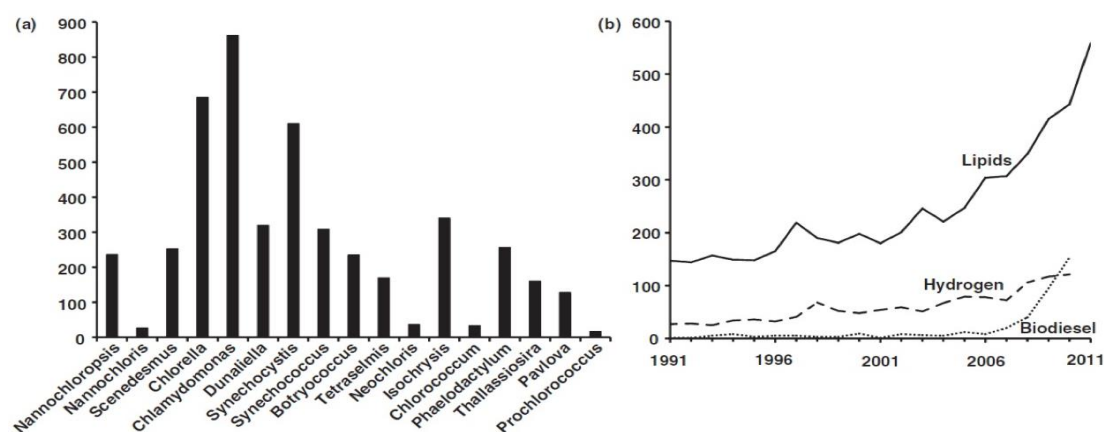 (a)
900
800
700
600
500
400
300
200
100
0
Nannochloropsis
Nannochloris
Scenedesmus
Chlorella
Chlamydomonas
Dunaliella
Synechocystis
Synechococcus
Botryococcus
Tetraselmis
Neochloris
Isochrysis
Chlorococcum
Phaelodactylum
Thallassiosira
Pavlova
Prochlorococcus
(b)
600
500
400
300
200
100
0
Lipids
Hydrogen
Biodiesel
1991 1996 2001 2006 2011